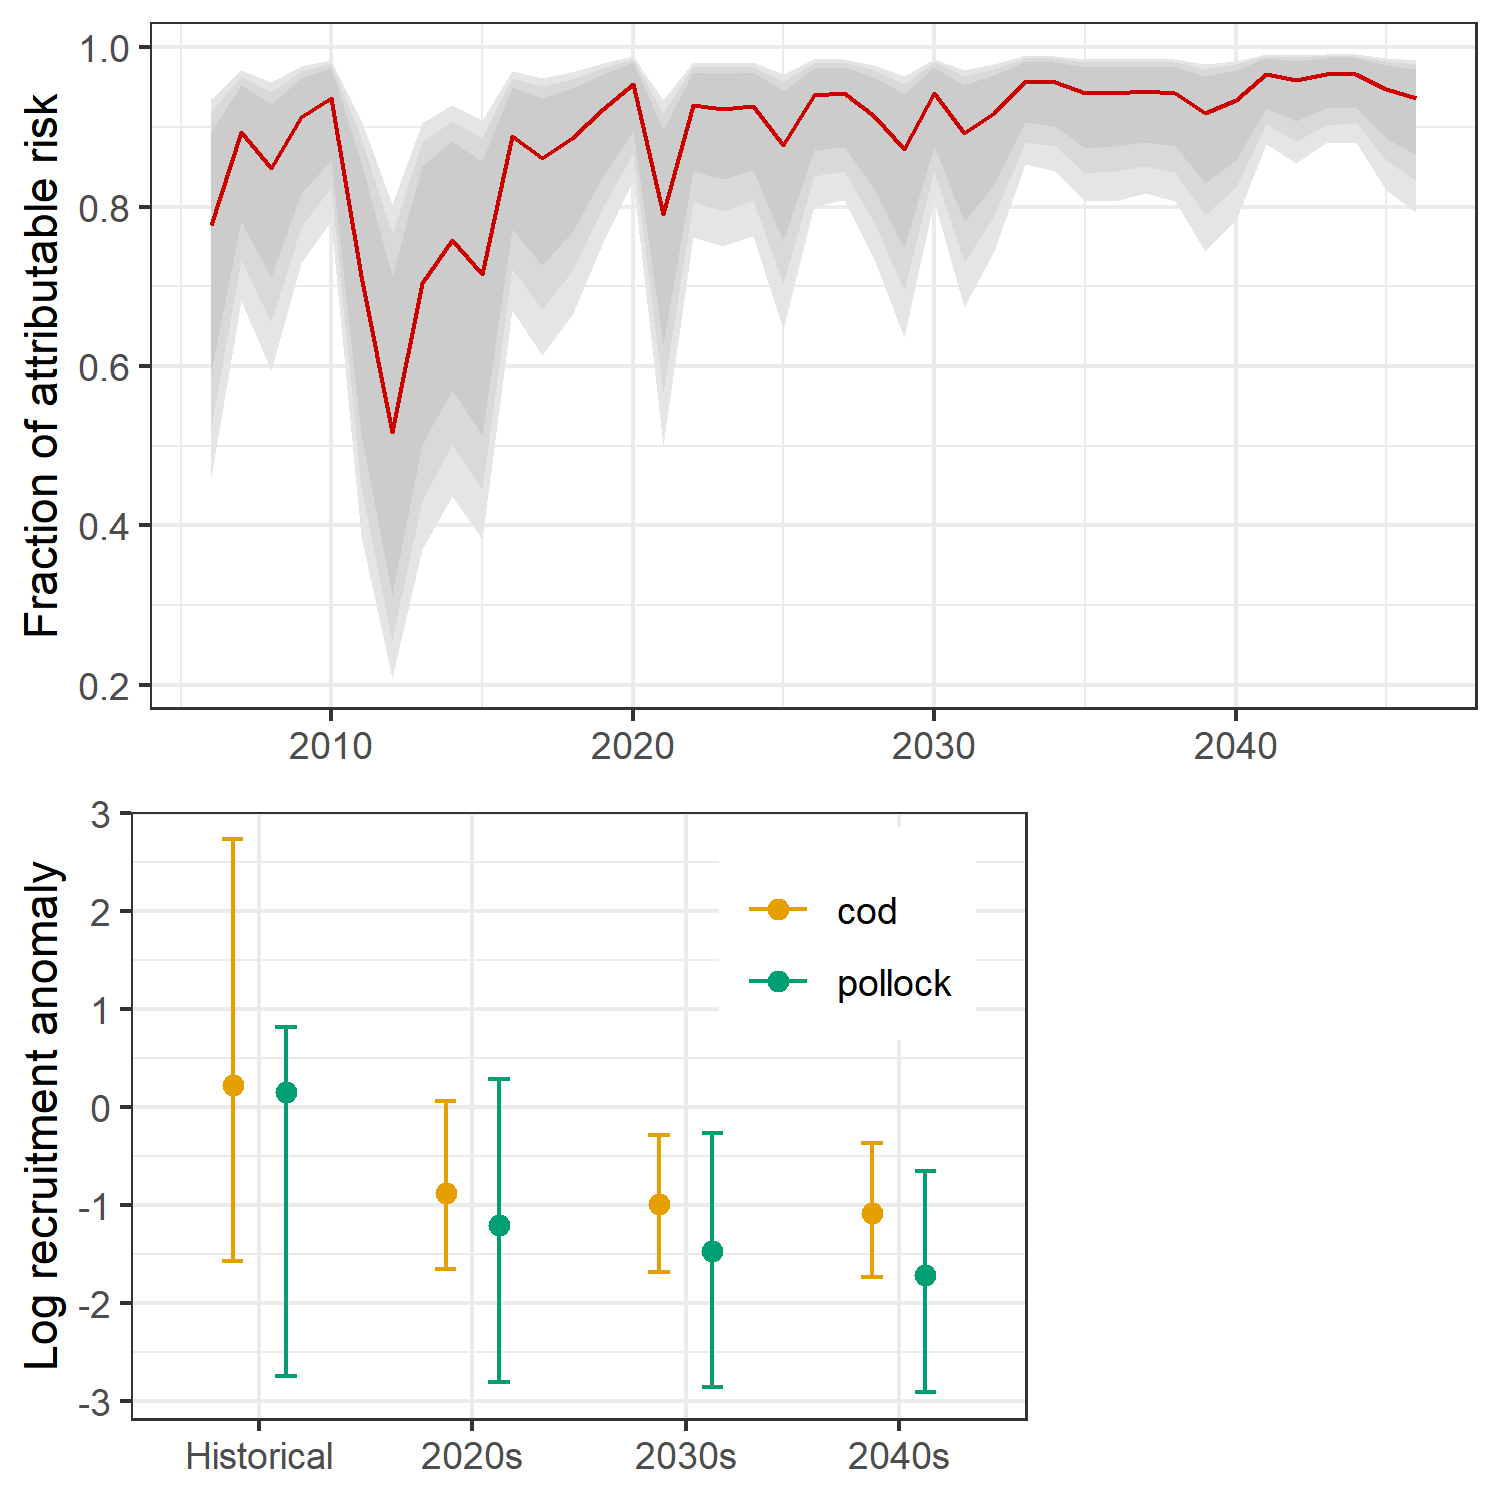 Fraction of attributable risk
1.0
0.8
0.6
0.4
0.2
2010 2020 2030 2040
Log recruitment anomaly
3
2
1
0
-1
-2
-3
cod
pollock
Historical 2020s 2030s 2040s